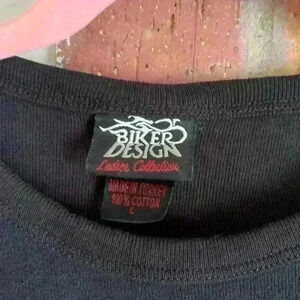 BIKER
DESIGN
Ladies Collection
MADE IN TURKEY
100% COTTON
L